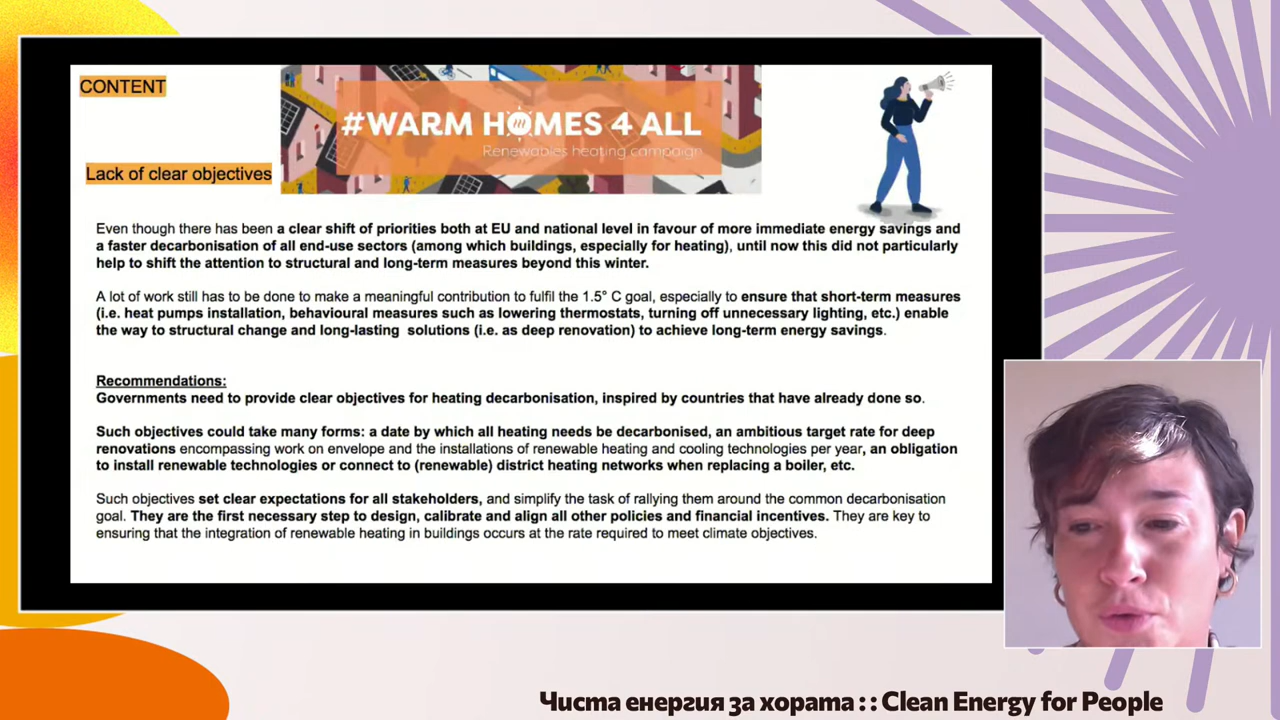 CONTENT
#WARM HOMES 4 ALL
Renewables heating campaign
Lack of clear objectives
Even though there has been a clear shift of priorities both at EU and national level in favour of more immediate energy savings and
a faster decarbonisation of all end-use sectors (among which buildings, especially for heating), until now this did not particularly
help to shift the attention to structural and long-term measures beyond this winter.
A lot of work still has to be done to make a meaningful contribution to fulfil the 1.5° C goal, especially to ensure that short-term measures
(i.e. heat pumps installation, behavioural measures such as lowering thermostats, turning off unnecessary lighting, etc.) enable
the way to structural change and long-lasting solutions (i.e. as deep renovation) to achieve long-term energy savings.
Recommendations:
Governments need to provide clear objectives for heating decarbonisation, inspired by countries that have already done so.
Such objectives could take many forms: a date by which all heating needs be decarbonised, an ambitious target rate for deep
renovations encompassing work on envelope and the installations of renewable heating and cooling technologies per year, an obligation
to install renewable technologies or connect to (renewable) district heating networks when replacing a boiler, etc.
Such objectives set clear expectations for all stakeholders, and simplify the task of rallying them around the common decarbonisation
goal. They are the first necessary step to design, calibrate and align all other policies and financial incentives. They are key to
ensuring that the integration of renewable heating in buildings occurs at the rate required to meet climate objectives.
Чиста енергия за хората :: Clean Energy for People